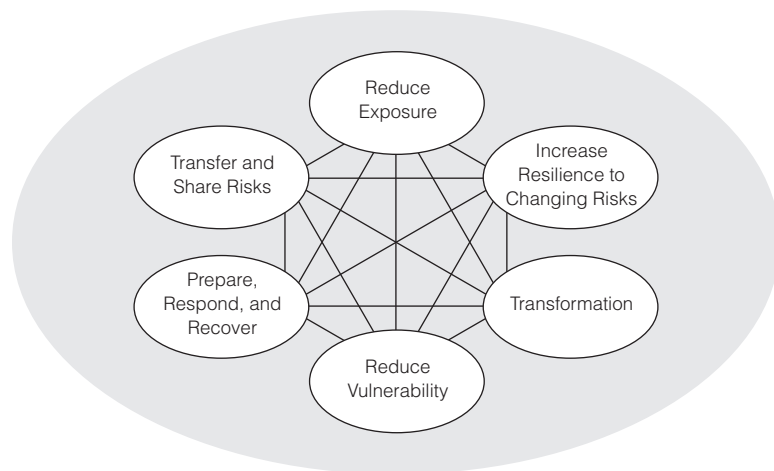 Reduce
Exposure
Transfer and
Share Risks
Increase
Resilience to
Changing Risks
Prepare,
Respond, and
Recover
Transformation
Reduce
Vulnerability